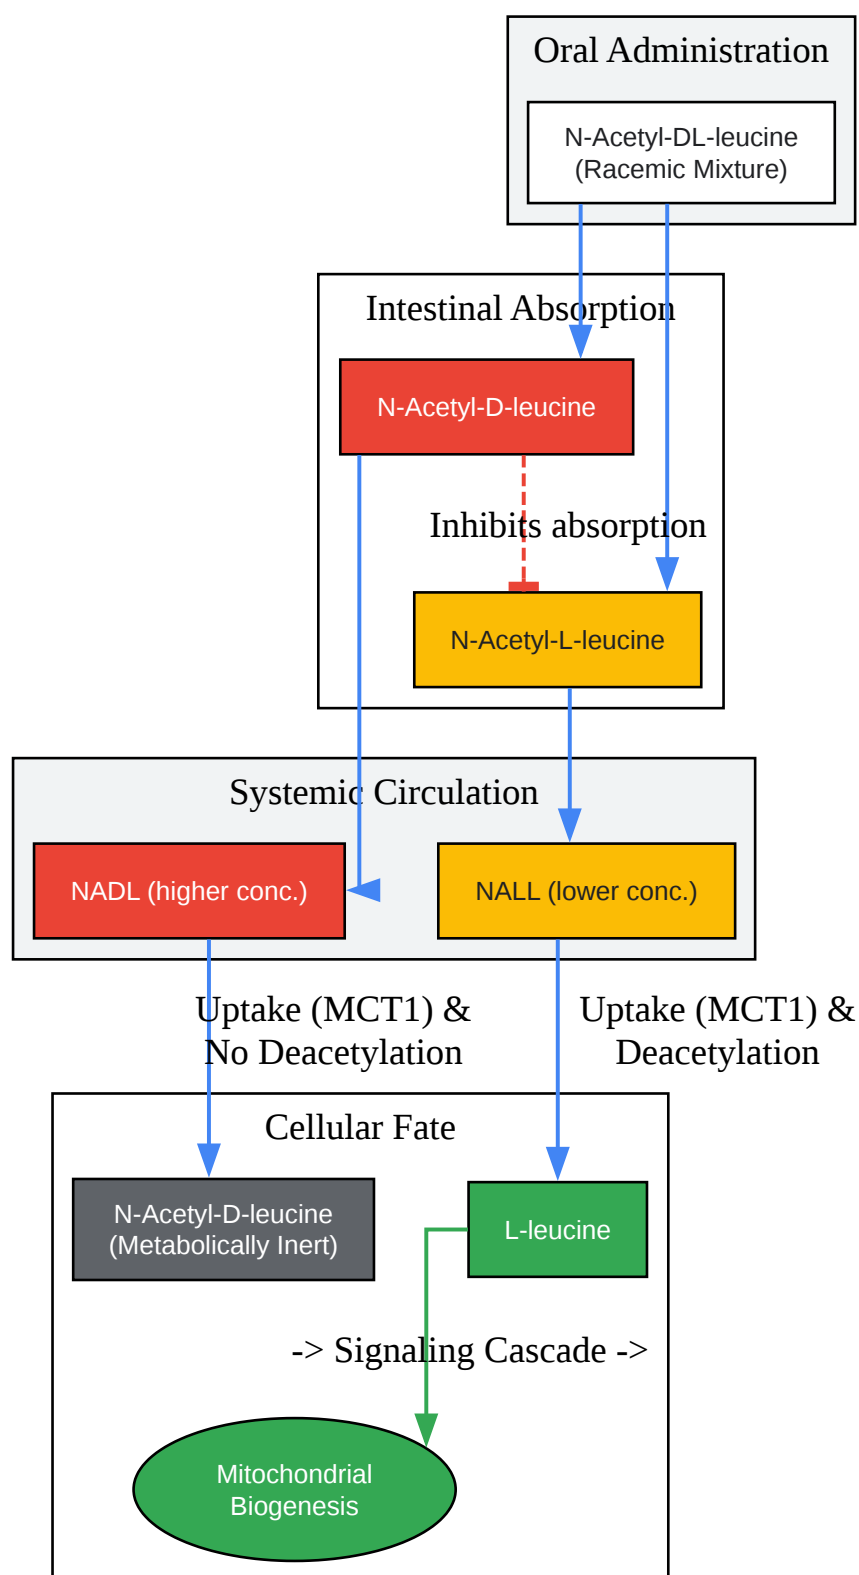 Oral Administration
N-Acetyl-DL-leucine
(Racemic Mixture)
Intestinal Absorption
N-Acetyl-D-leucine
Inhibits absorption
N-Acetyl-L-leucine
Systemic Circulation
NADL (higher conc.)
NALL (lower conc.)
Uptake (MCT1) &
No Deacetylation
Uptake (MCT1) &
Deacetylation
Cellular Fate
N-Acetyl-D-leucine
(Metabolically Inert)
L-leucine
-> Signaling Cascade ->
Mitochondrial
Biogenesis